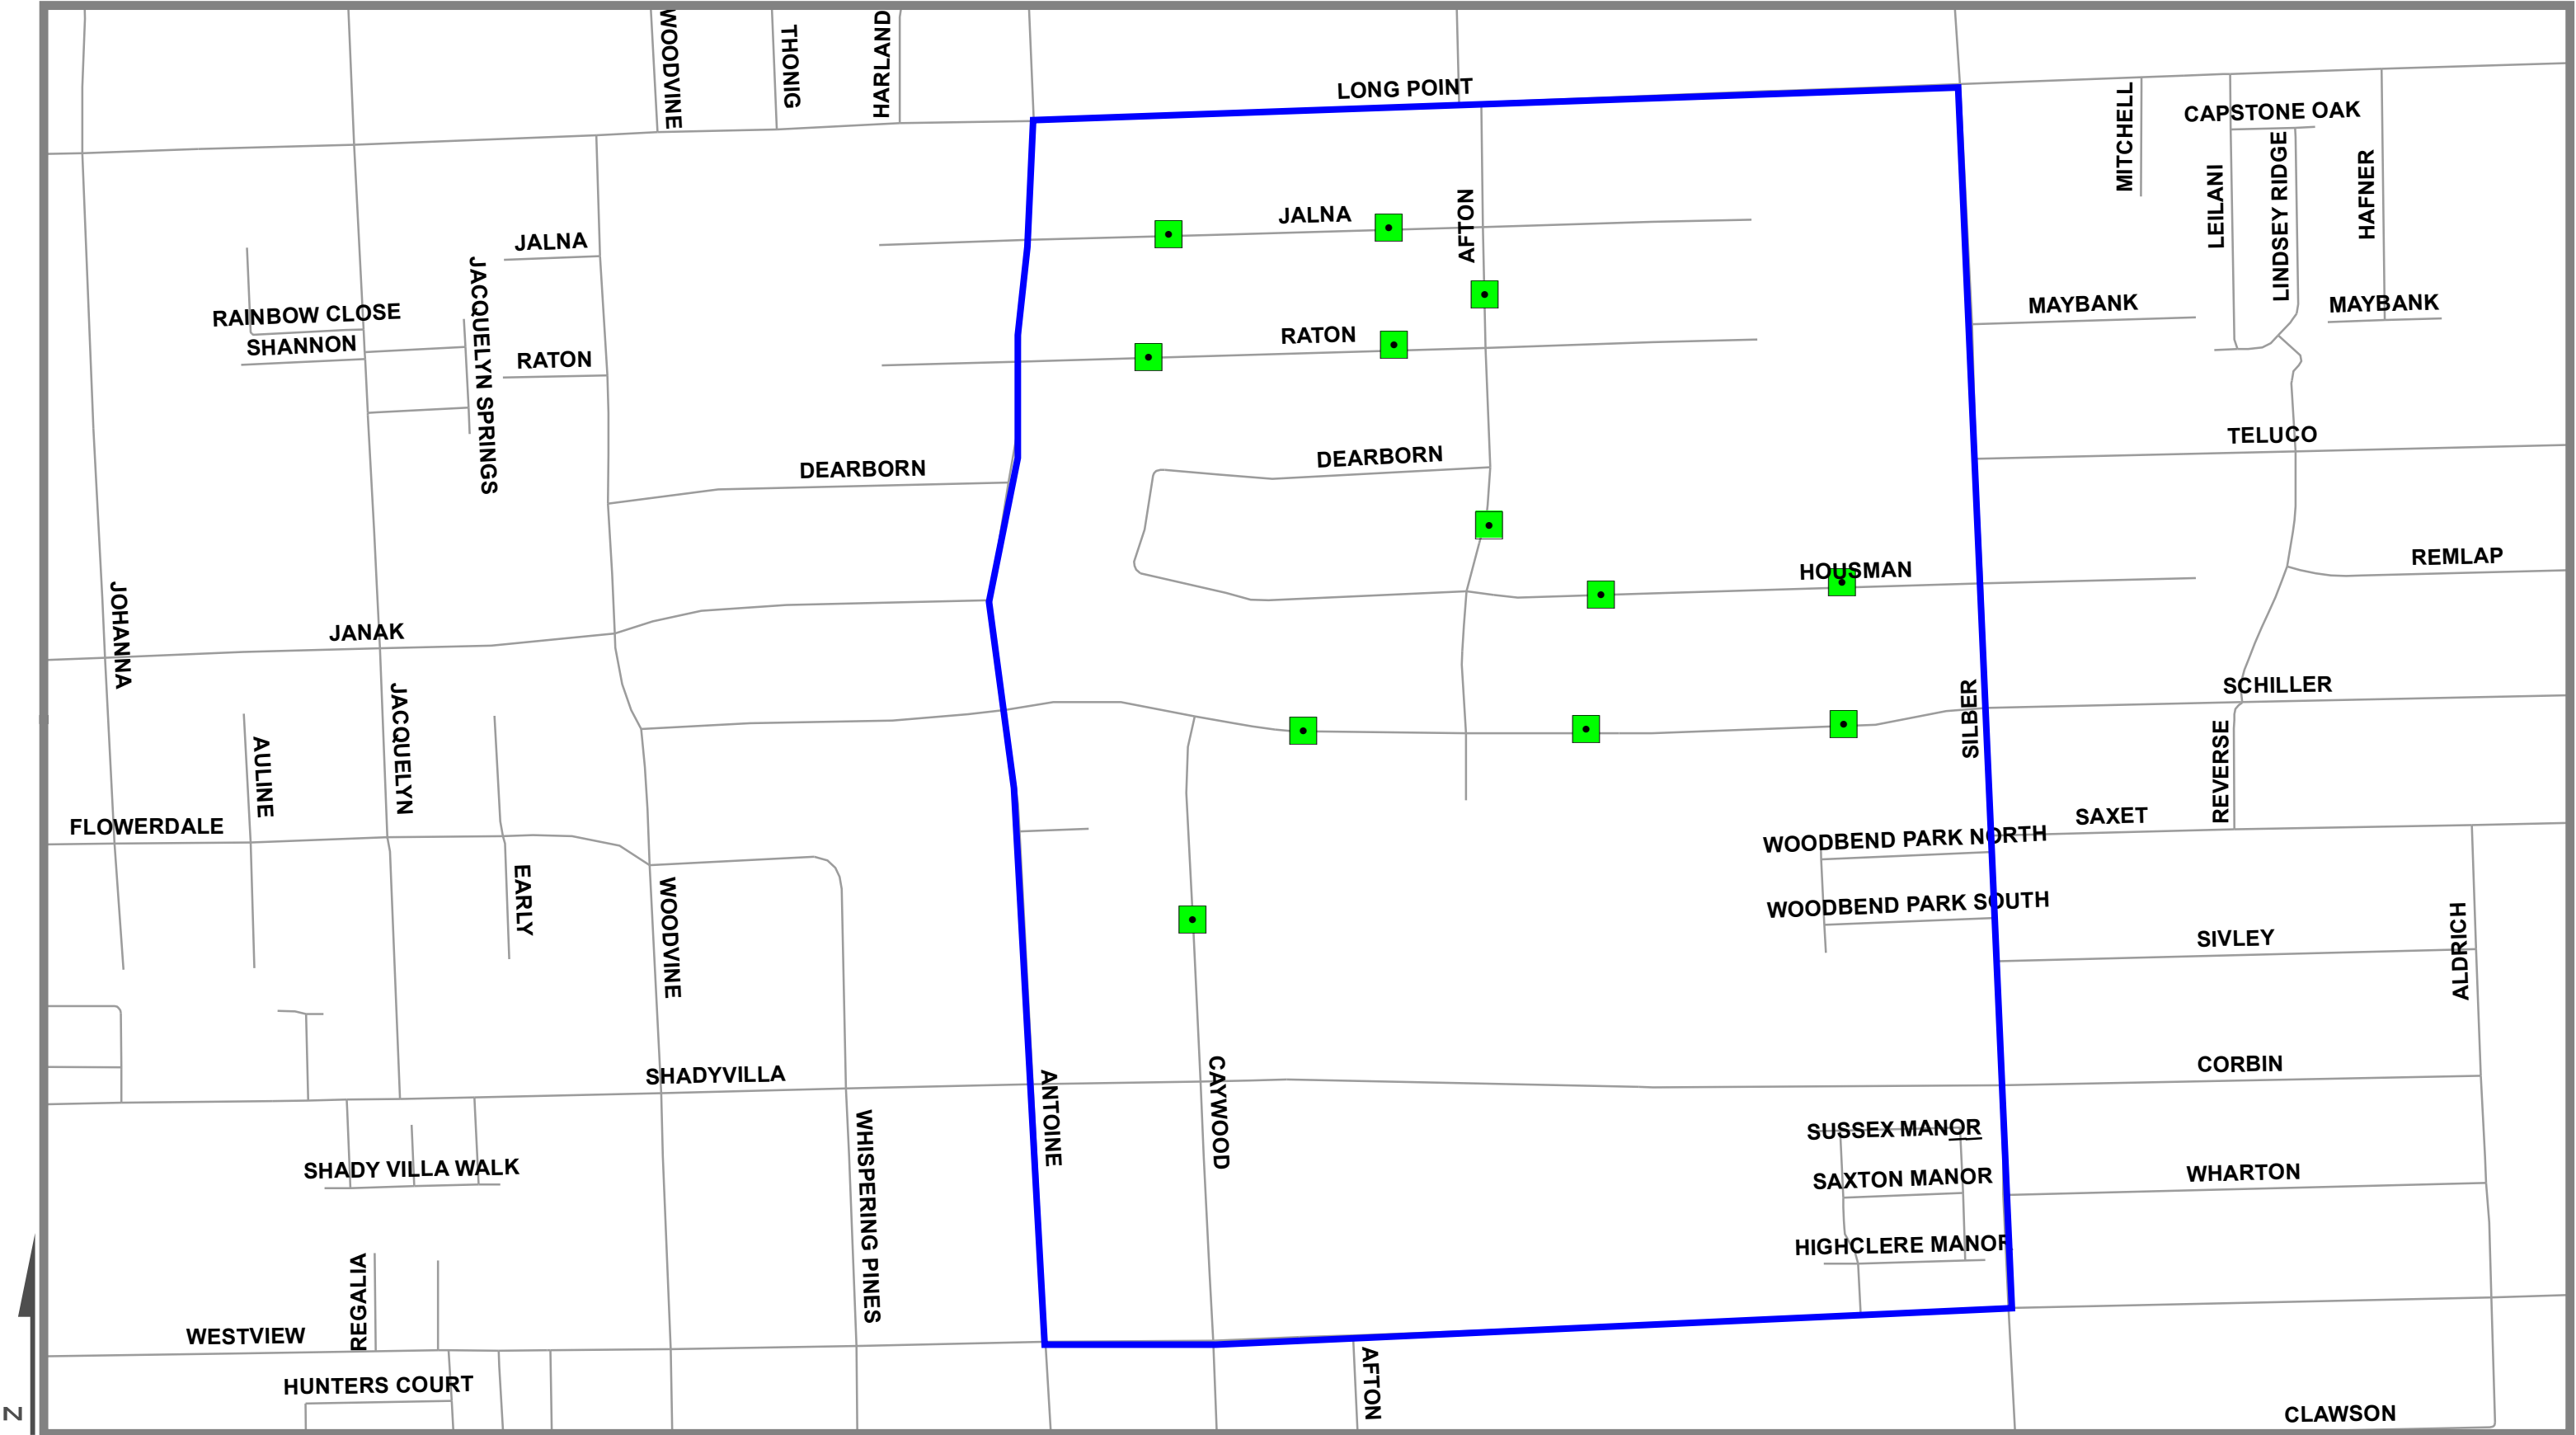 WOODVINE
THONIG
HARLAND
LONG POINT
MITCHELL
CAPSTONE OAK
LEILANI
LINDSEY RIDGE
HAFNER
JALNA
JALNA
AFTON
RAINBOW CLOSE
SHANNON
JACQUELYN SPRINGS
RATON
RATON
MAYBANK
MAYBANK
DEARBORN
DEARBORN
TELUCO
HOUSMAN
REMLAP
JOHANNA
JANAK
JACQUELYN
AULINE
SILBER
SCHILLER
REVERSE
FLOWERDALE
SAXET
WOODBEND PARK NORTH
WOODBEND PARK SOUTH
EARLY
WOODVINE
SIVLEY
ALDRICH
SHADYVILLA
ANTOINE
CAYWOOD
CORBIN
WHISPERING PINES
SUSSEX MANOR
SHADY VILLA WALK
SAXTON MANOR
WHARTON
HIGHCLERE MANOR
REGALIA
WESTVIEW
HUNTERS COURT
AFTON
CLAWSON
N